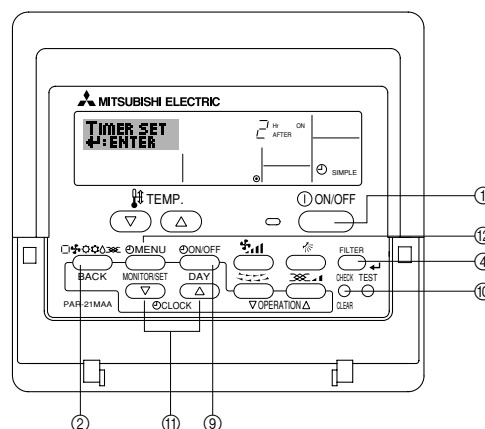 MITSUBISHI ELECTRIC
TIMER SET
↵:ENTER
2 Hr ON
AFTER
SIMPLE
TEMP.
ON/OFF
①
⑫
MENU
ON/OFF
FILTER
④
BACK
MONITOR/SET
DAY
CHECK TEST
PAR-21MAA
CLOCK
▽OPERATION△
CLEAR
⑩
②
⑪
⑨